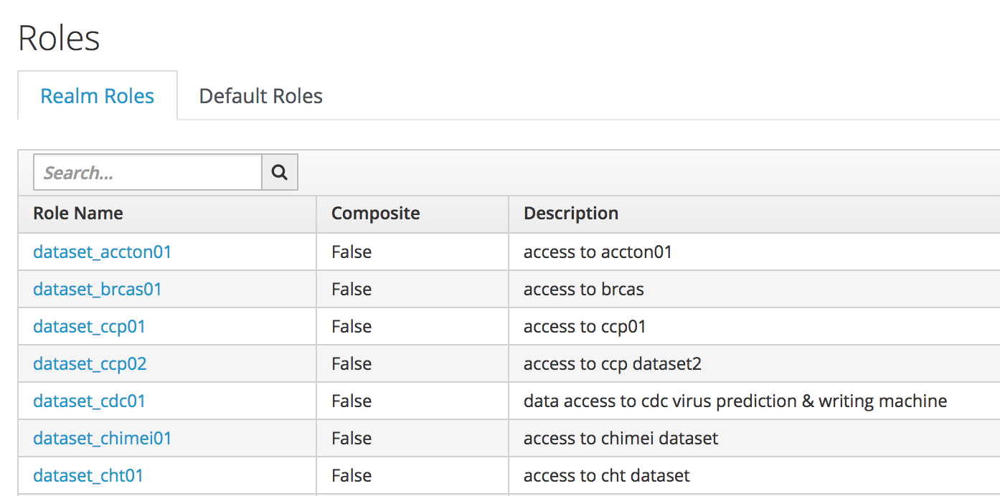 Roles
Realm Roles Default Roles
Search...
Role Name Composite Description
dataset_accton01 False access to accton01
dataset_brcas01 False access to brcas
dataset_ccp01 False access to ccp01
dataset_ccp02 False access to ccp dataset2
dataset_cdc01 False data access to cdc virus prediction & writing machine
dataset_chimei01 False access to chimei dataset
dataset_cht01 False access to cht dataset